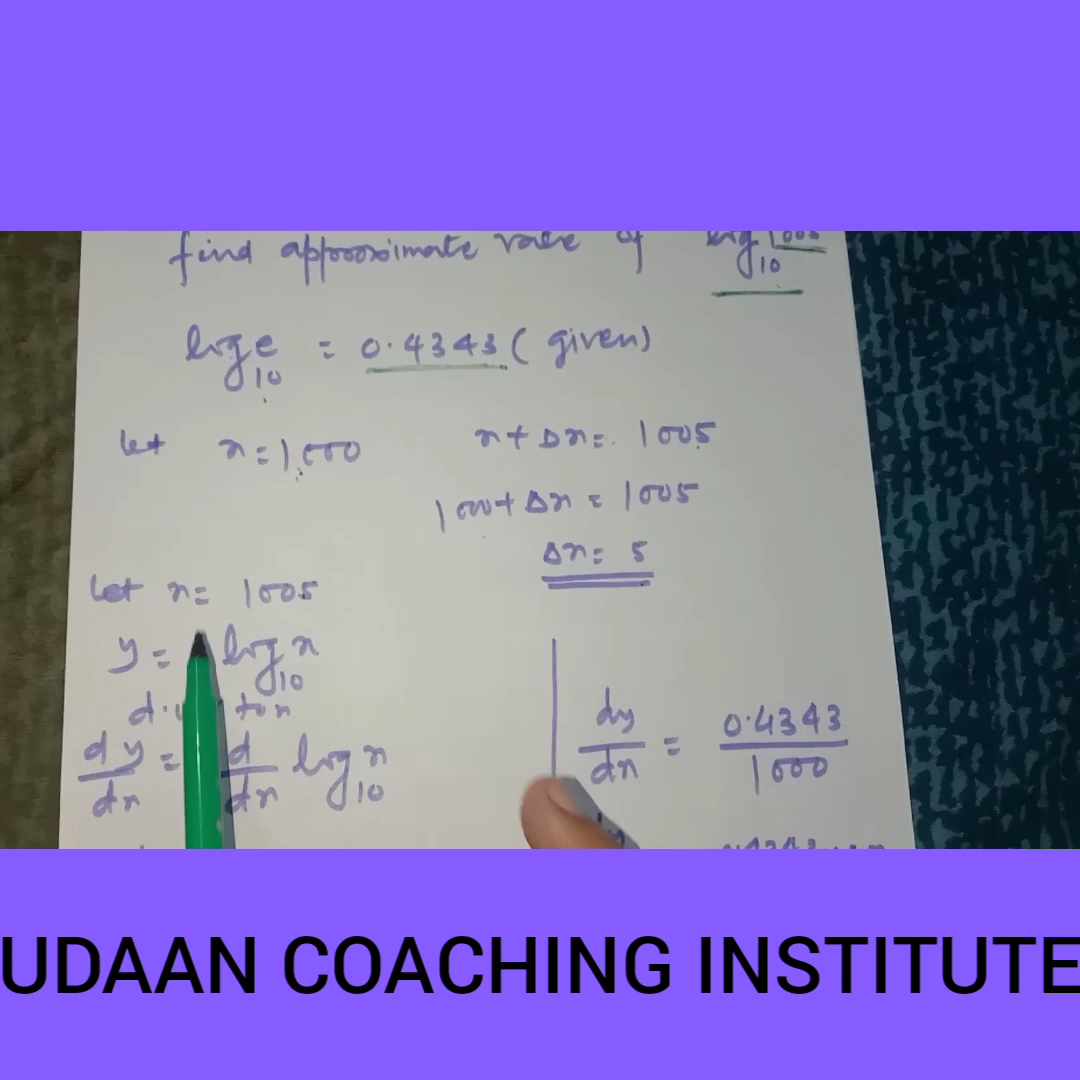 find approximate value of log₁₀ 1005
log₁₀ e = 0.4343 (given)
let x = 1000
x + Δx = 1005
1000 + Δx = 1005
Δx = 5
let x = 1005
y = log₁₀ x
to x
dy/dx = d/dx log₁₀ x
dy/dx = 0.4343/1000
UDAAN COACHING INSTITUTE